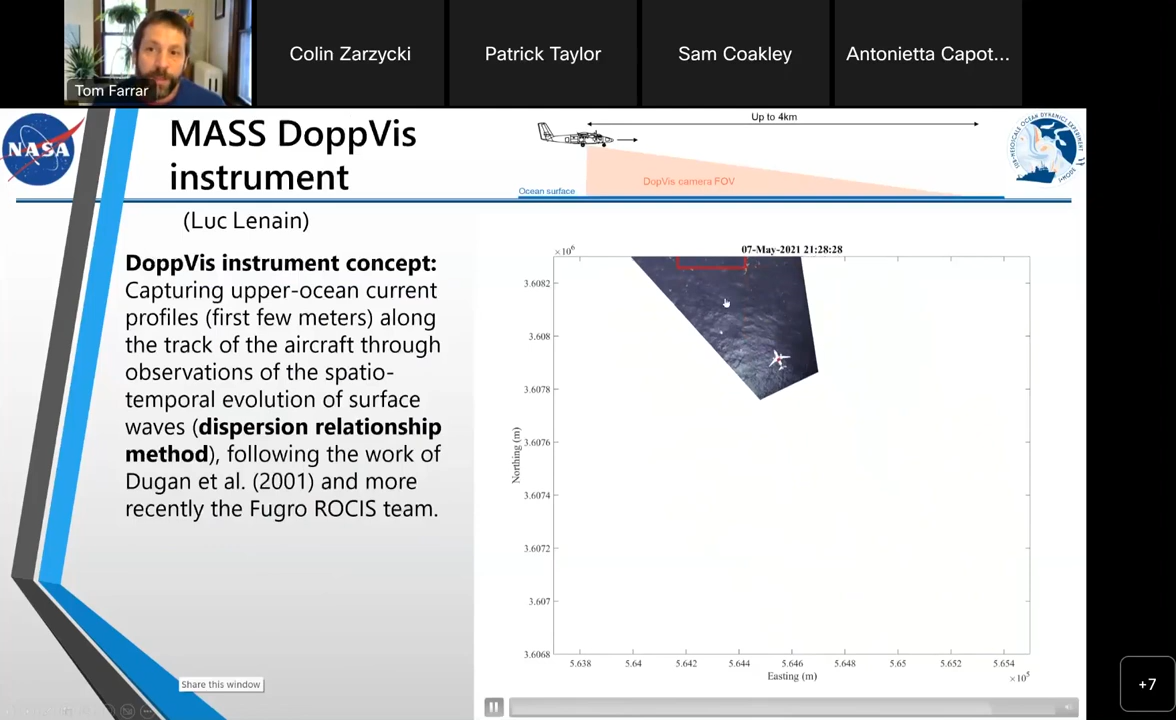 Tom Farrar
Colin Zarzycki
Patrick Taylor
Sam Coakley
Antonietta Capot...
NASA
MASS DoppVis
instrument
(Luc Lenain)
Up to 4km
DopVis camera FOV
Ocean surface
DoppVis instrument concept:
Capturing upper-ocean current
profiles (first few meters) along
the track of the aircraft through
observations of the spatio-
temporal evolution of surface
waves (dispersion relationship
method), following the work of
Dugan et al. (2001) and more
recently the Fugro ROCIS team.
07-May-2021 21:28:28
×10⁶
3.6082
3.608
3.6078
3.6076
3.6074
3.6072
3.607
3.6068
Northing (m)
5.638
5.64
5.642
5.644
5.646
5.648
5.65
5.652
5.654
Easting (m)
×10⁵
Share this window
+7